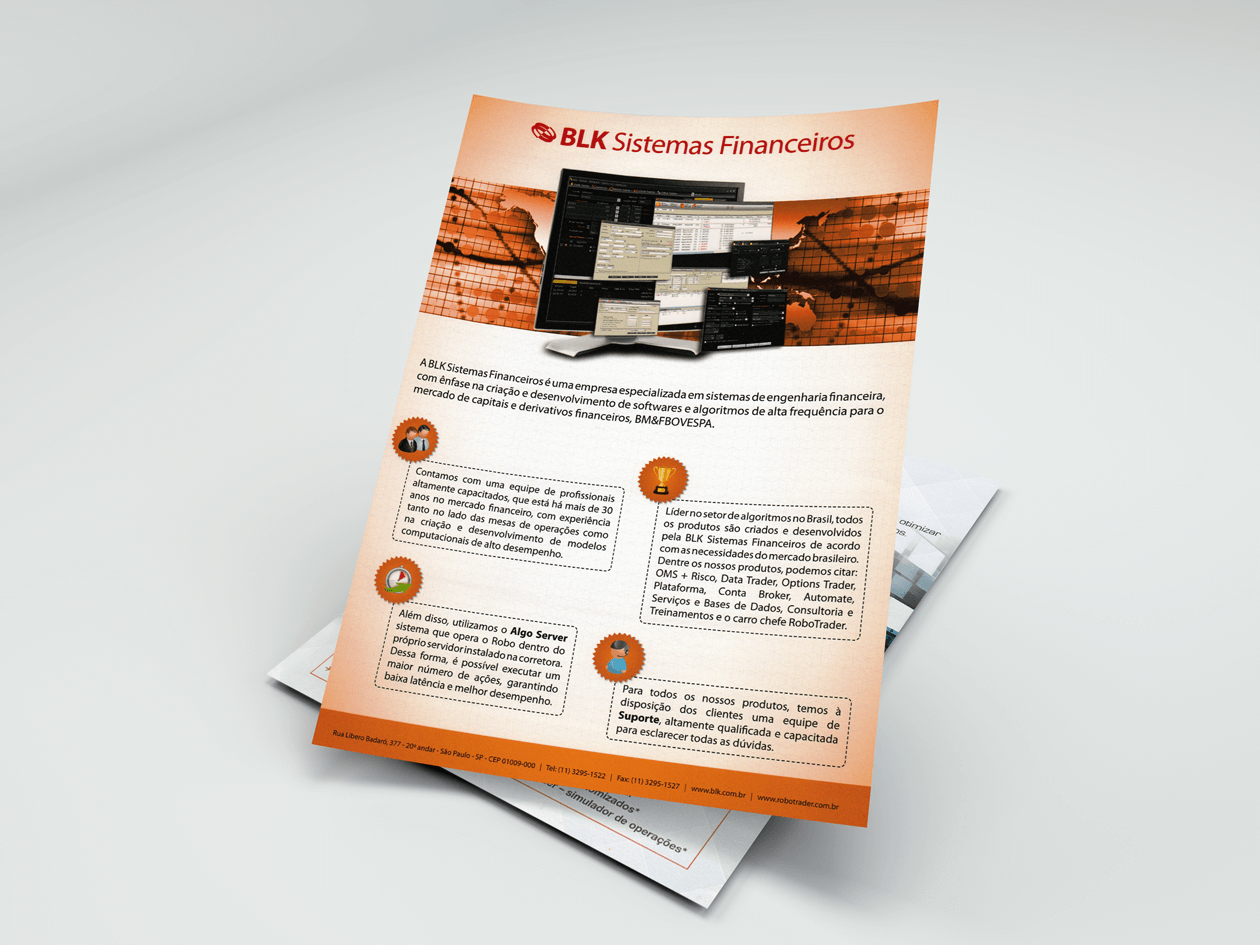 BLK Sistemas Financeiros
A BLK Sistemas Financeiros é uma empresa especializada em sistemas de engenharia financeira,
com ênfase na criação e desenvolvimento de softwares e algoritmos de alta frequência para o
mercado de capitais e derivativos financeiros, BM&FBOVESPA.
Contamos com uma equipe de profissionais
altamente capacitados, que está há mais de 30
anos no mercado financeiro, com experiência
tanto no lado das mesas de operações como
na criação e desenvolvimento de modelos
computacionais de alto desempenho.
Líder no setor de algoritmos no Brasil, todos
os produtos são criados e desenvolvidos
pela BLK Sistemas Financeiros de acordo
com as necessidades do mercado brasileiro.
Dentre os nossos produtos, podemos citar:
OMS + Risco, Data Trader, Options Trader,
Plataforma, Conta Broker, Automate,
Serviços e Bases de Dados, Consultoria e
Treinamentos e o carro chefe RoboTrader.
Além disso, utilizamos o Algo Server
sistema que opera o Robo dentro do
próprio servidor instalado na corretora.
Dessa forma, é possível executar um
maior número de ações, garantindo
baixa latência e melhor desempenho.
Para todos os nossos produtos, temos à
disposição dos clientes uma equipe de
Suporte, altamente qualificada e capacitada
para esclarecer todas as dúvidas.
Rua Líbero Badaró, 377 - 20º andar - São Paulo - SP - CEP 01009-000 | Tel: (11) 3295-1522 | Fax: (11) 3295-1527 | www.blk.com.br | www.robotrader.com.br
otimizar
os.
omizados*
er – simulador de operações*